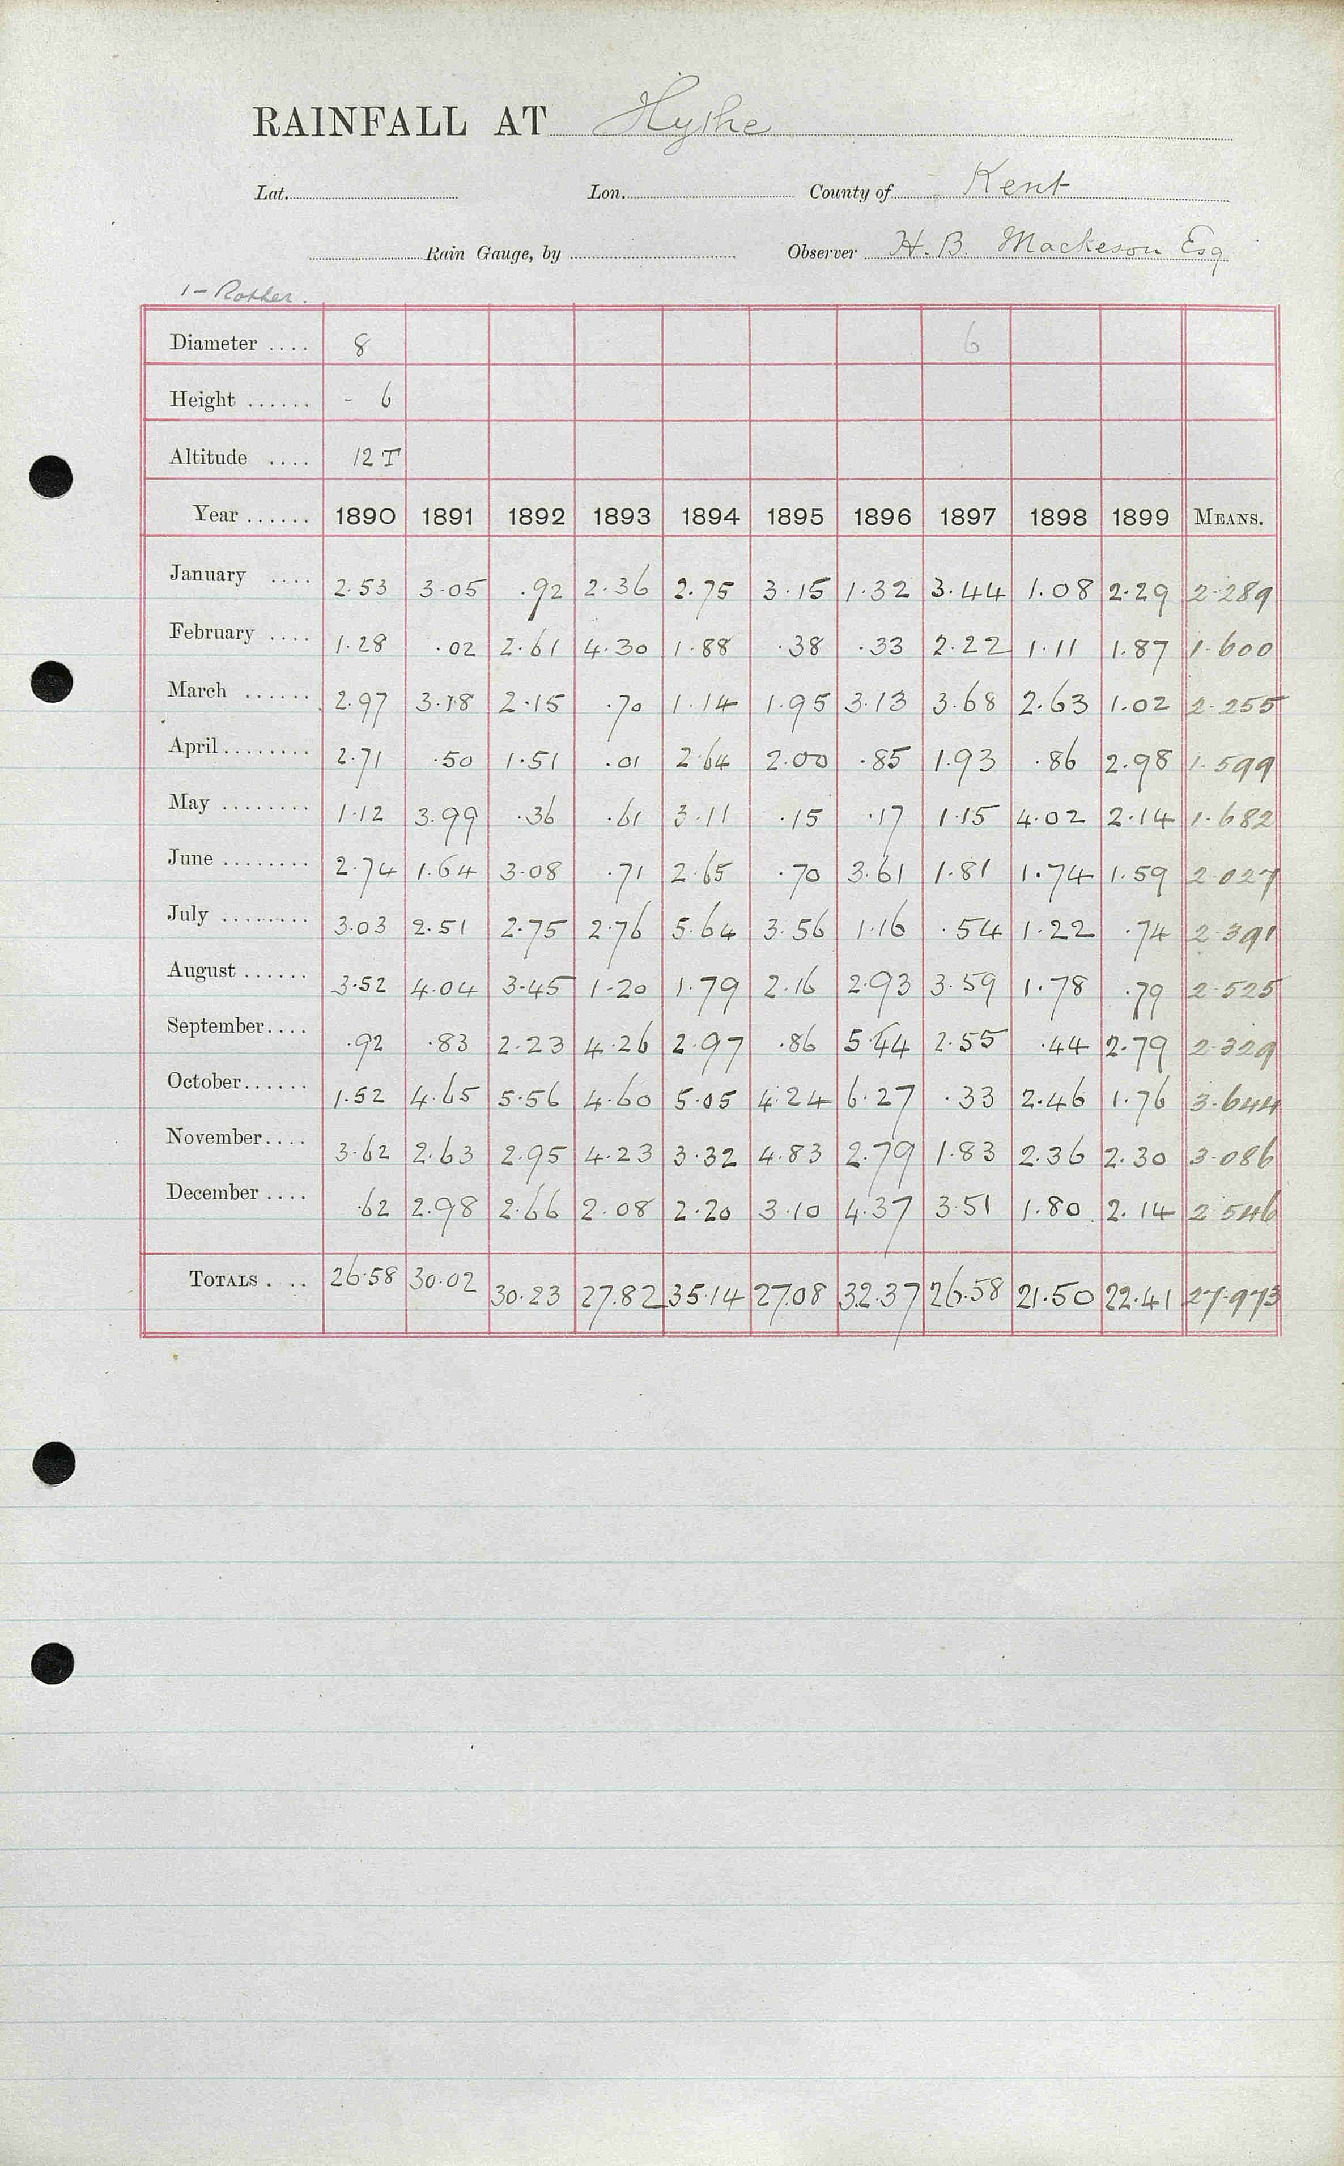 RAINFALL AT Hythe
Lat. Lon. County of Kent
Rain Gauge, by Observer H. B. Mackeson Esq
1 - Rother.
Diameter .... 8 6
Height ...... - 6
Altitude .... 12 T
Year ...... 1890 1891 1892 1893 1894 1895 1896 1897 1898 1899 MEANS.
January .... 2.53 3.05 .92 2.36 2.75 3.15 1.32 3.44 1.08 2.29 2.289
February .... 1.28 .02 2.61 4.30 1.88 .38 .33 2.22 1.11 1.87 1.600
March ...... 2.97 3.18 2.15 .70 1.14 1.95 3.13 3.68 2.63 1.02 2.255
April ........ 2.71 .50 1.51 .01 2.64 2.00 .85 1.93 .86 2.98 1.599
May ........ 1.12 3.99 .36 .61 3.11 .15 .17 1.15 4.02 2.14 1.682
June ........ 2.74 1.64 3.08 .71 2.65 .70 3.61 1.81 1.74 1.59 2.027
July ......... 3.03 2.51 2.75 2.76 5.64 3.56 1.16 .54 1.22 .74 2.391
August ...... 3.52 4.04 3.45 1.20 1.79 2.16 2.93 3.59 1.78 .79 2.525
September.... .92 .83 2.23 4.26 2.97 .86 5.44 2.55 .44 2.79 2.329
October...... 1.52 4.65 5.56 4.60 5.05 4.24 6.27 .33 2.46 1.76 3.644
November.... 3.62 2.63 2.95 4.23 3.32 4.83 2.79 1.83 2.36 2.30 3.086
December .... .62 2.98 2.66 2.08 2.20 3.10 4.37 3.51 1.80 2.14 2.546
TOTALS .... 26.58 30.02 30.23 27.82 35.14 27.08 32.37 26.58 21.50 22.41 27.973